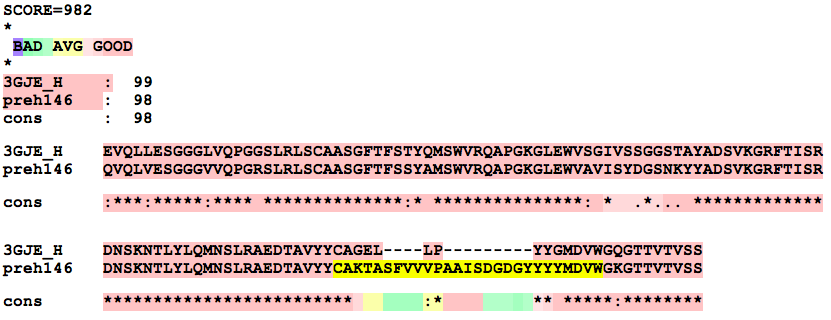 SCORE=982
*
BAD AVG GOOD
*
3GJE_H : 99
preh146 : 98
cons : 98
3GJE_H EVQLLESGGGLVQPGGSLRLSCAASGFTFSTYQMSWVRQAPGKGLEWVSGIVSSGGSTAYADSVKGRFTISR
preh146 QVQLVESGGGVVQPGRSLRLSCAASGFTFSSYAMSWVRQAPGKGLEWVAVISYDGSNKYYADSVKGRFTISR
cons :***:*****:**** **************:* ***************: *  .*... *************
3GJE_H DNSKNTLYLQMNSLRAEDTAVYYCAGEL----LP---------YYGMDVWGQGTTVTVSS
preh146 DNSKNTLYLQMNSLRAEDTAVYYCAKTASFVVVPAAISDGDGYYYYMDVWGKGTTVTVSS
cons *************************       :*         ** *****:********